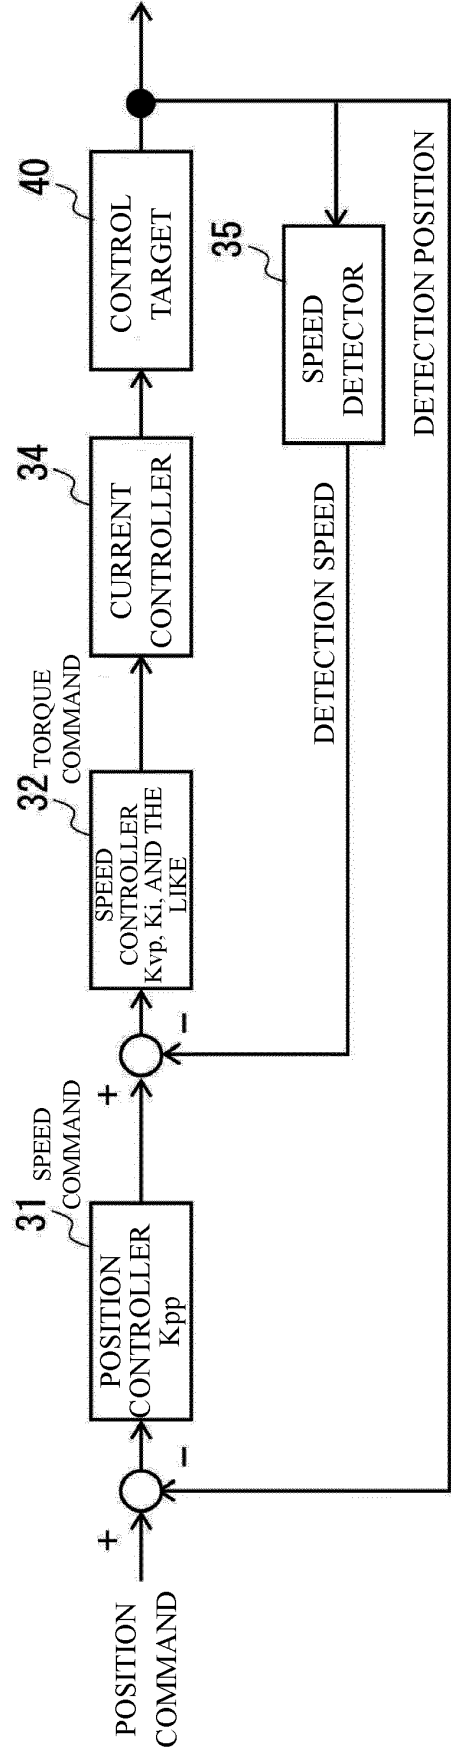 POSITION
COMMAND
+
−
31
POSITION
CONTROLLER
Kpp
SPEED
COMMAND
+
−
32
SPEED
CONTROLLER
Kvp, Ki, AND THE
LIKE
TORQUE
COMMAND
34
CURRENT
CONTROLLER
40
CONTROL
TARGET
35
SPEED
DETECTOR
DETECTION SPEED
DETECTION POSITION